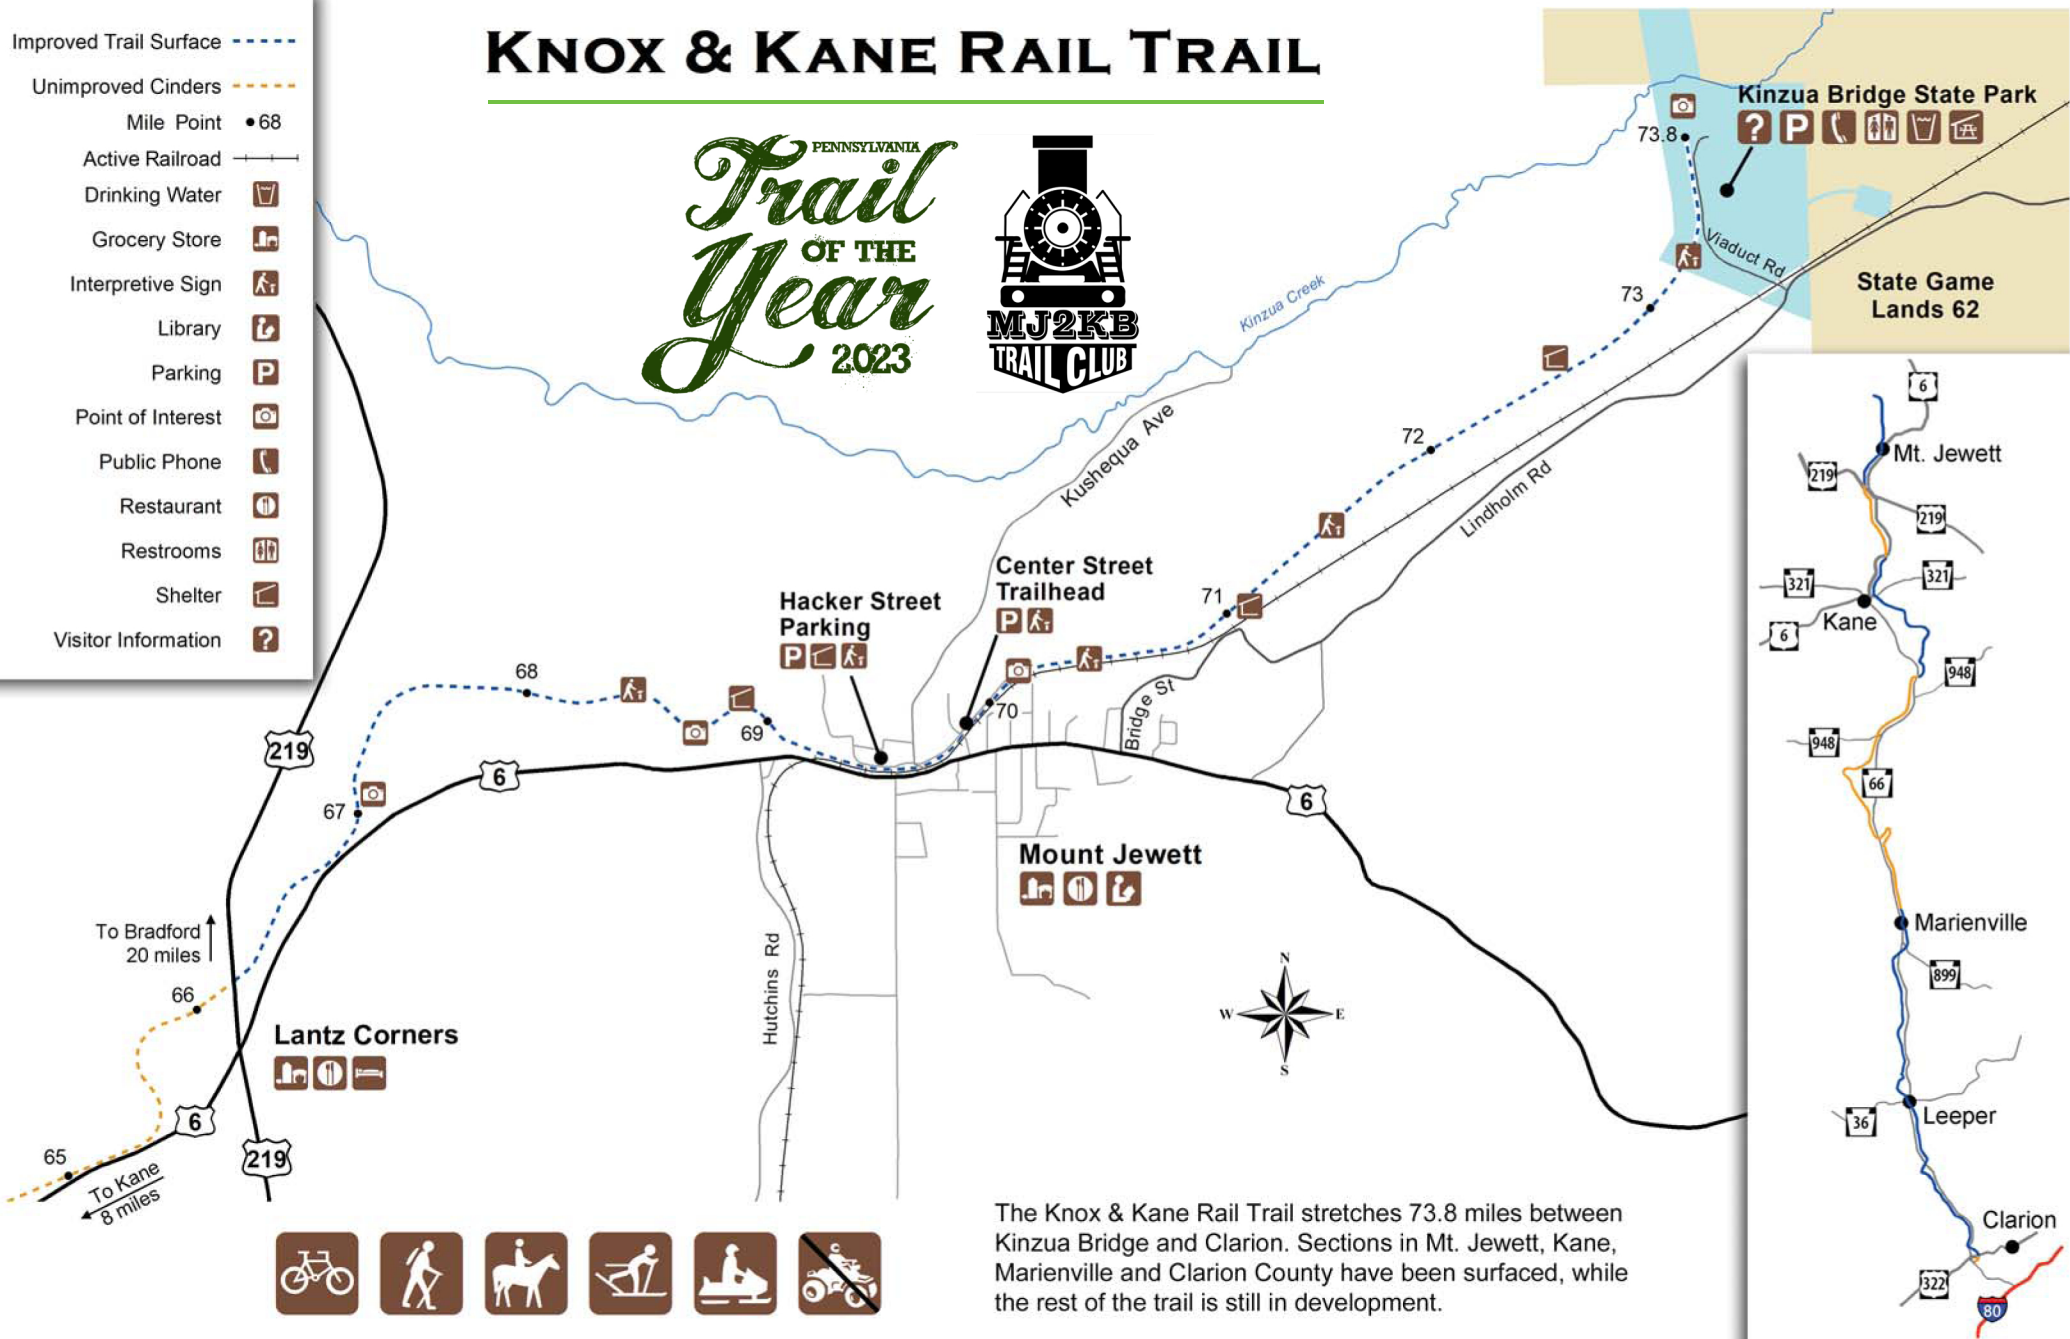 KNOX & KANE RAIL TRAIL
Improved Trail Surface
Unimproved Cinders
Mile Point 68
Active Railroad
Drinking Water
Grocery Store
Interpretive Sign
Library
Parking
P
Point of Interest
Public Phone
Restaurant
Restrooms
Shelter
Visitor Information
?
PENNSYLVANIA
Trail
OF THE
Year
2023
MJ2KB
TRAIL CLUB
Kinzua Bridge State Park
? P
73.8
Viaduct Rd
State Game
Lands 62
73
Kinzua Creek
72
Kushequa Ave
Lindholm Rd
71
Center Street
Trailhead
P
Hacker Street
Parking
P
70
Bridge St
68
69
67
219
6
6
Mount Jewett
Hutchins Rd
To Bradford
20 miles
66
Lantz Corners
6
219
65
To Kane
8 miles
N
W E
S
The Knox & Kane Rail Trail stretches 73.8 miles between
Kinzua Bridge and Clarion. Sections in Mt. Jewett, Kane,
Marienville and Clarion County have been surfaced, while
the rest of the trail is still in development.
6
Mt. Jewett
219
219
321
321
Kane
6
948
948
66
Marienville
899
36
Leeper
Clarion
322
80